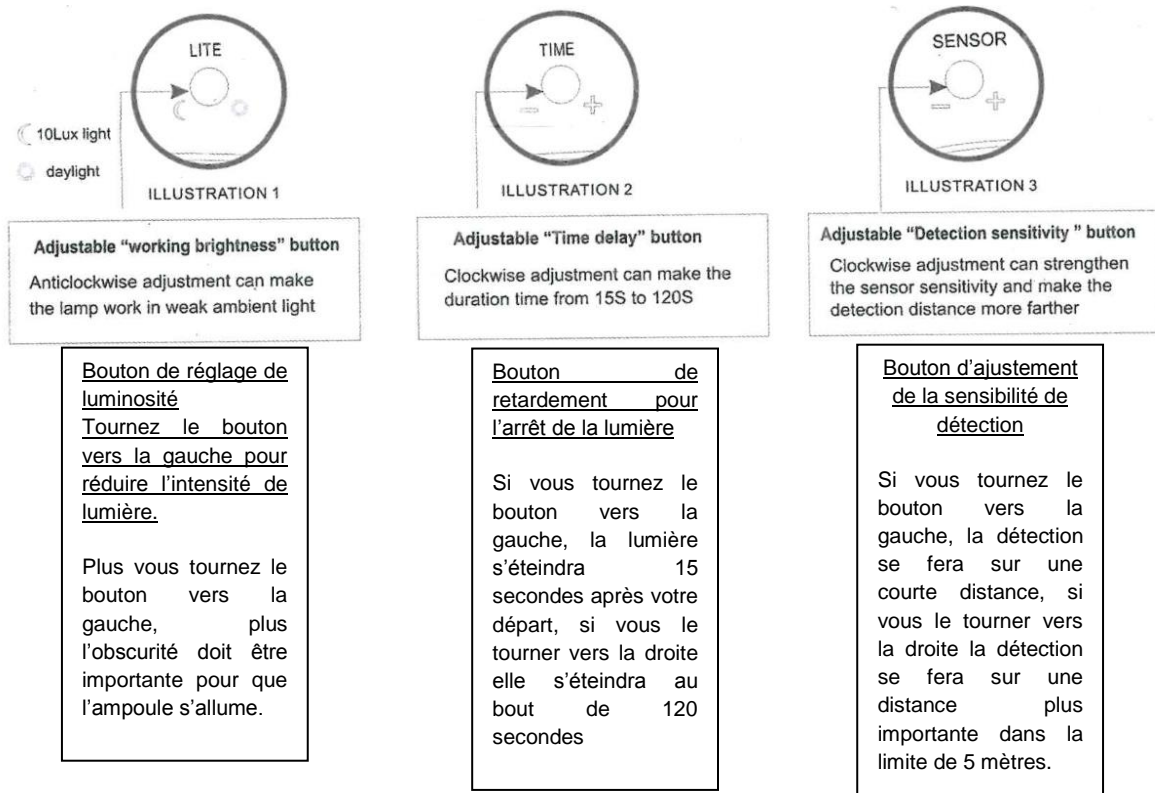 LITE
10Lux light
daylight
ILLUSTRATION 1
Adjustable “working brightness” button
Anticlockwise adjustment can make
the lamp work in weak ambient light
Bouton de réglage de
luminosité
Tournez le bouton
vers la gauche pour
réduire l’intensité de
lumière.
Plus vous tournez le
bouton vers la
gauche, plus
l’obscurité doit être
importante pour que
l’ampoule s’allume.
TIME
− +
ILLUSTRATION 2
Adjustable “Time delay” button
Clockwise adjustment can make the
duration time from 15S to 120S
Bouton de
retardement pour
l’arrêt de la lumière
Si vous tournez le
bouton vers la
gauche, la lumière
s’éteindra 15
secondes après votre
départ, si vous le
tourner vers la droite
elle s’éteindra au
bout de 120
secondes
SENSOR
− +
ILLUSTRATION 3
Adjustable “Detection sensitivity ” button
Clockwise adjustment can strengthen
the sensor sensitivity and make the
detection distance more farther
Bouton d’ajustement
de la sensibilité de
détection
Si vous tournez le
bouton vers la
gauche, la détection
se fera sur une
courte distance, si
vous le tourner vers
la droite la détection
se fera sur une
distance plus
importante dans la
limite de 5 mètres.